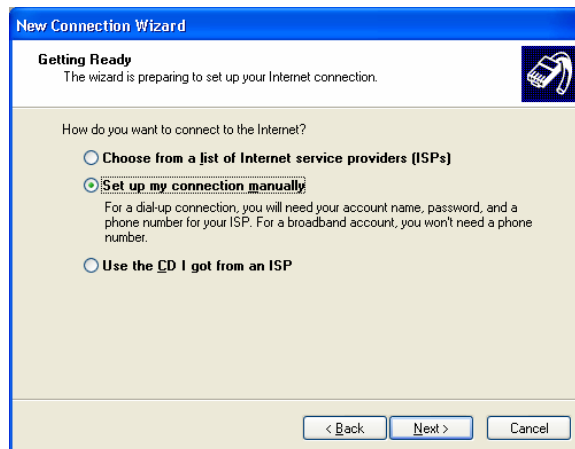 New Connection Wizard
Getting Ready
The wizard is preparing to set up your Internet connection.
How do you want to connect to the Internet?
Choose from a list of Internet service providers (ISPs)
Set up my connection manually
For a dial-up connection, you will need your account name, password, and a
phone number for your ISP. For a broadband account, you won't need a phone
number.
Use the CD I got from an ISP
< Back Next > Cancel